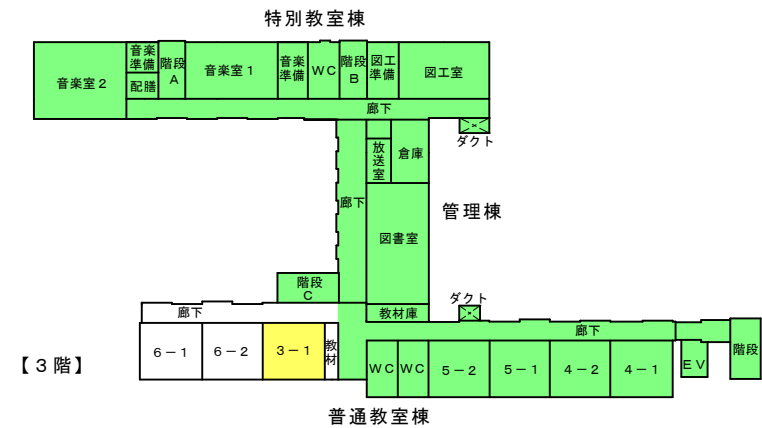 特別教室棟
音楽室２
音楽
準備
配膳
階段
A
音楽室１
音楽
準備
WC
階段
B
図工
準備
図工室
廊下
ダクト
放送室
倉庫
廊下
管理棟
図書室
階段
C
教材庫
ダクト
廊下
廊下
【３階】
６－１
６－２
３－１
教材
WC
WC
５－２
５－１
４－２
４－１
EV
階段
普通教室棟